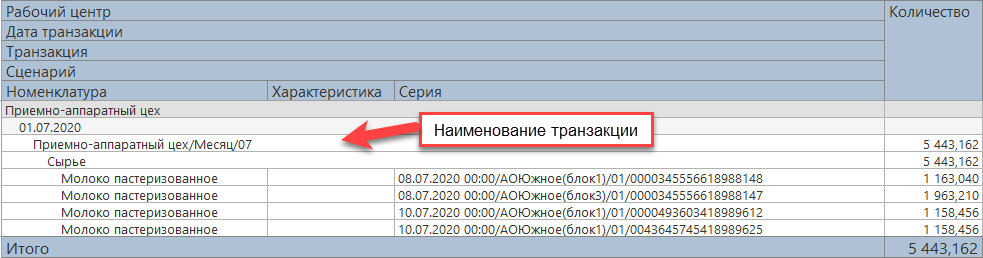 Рабочий центр Количество
Дата транзакции
Транзакция
Сценарий
Номенклатура Характеристика Серия
Приемно-аппаратный цех
01.07.2020
Наименование транзакции
Приемно-аппаратный цех/Месяц/07 5 443,162
Сырье 5 443,162
Молоко пастеризованное 08.07.2020 00:00/АОЮжное(блок1)/01/0000345556618988148 1 163,040
Молоко пастеризованное 08.07.2020 00:00/АОЮжное(блок3)/01/0000345556618988147 1 963,210
Молоко пастеризованное 10.07.2020 00:00/АОЮжное(блок1)/01/0000493603418989612 1 158,456
Молоко пастеризованное 10.07.2020 00:00/АОЮжное(блок1)/01/0043645745418989625 1 158,456
Итого 5 443,162